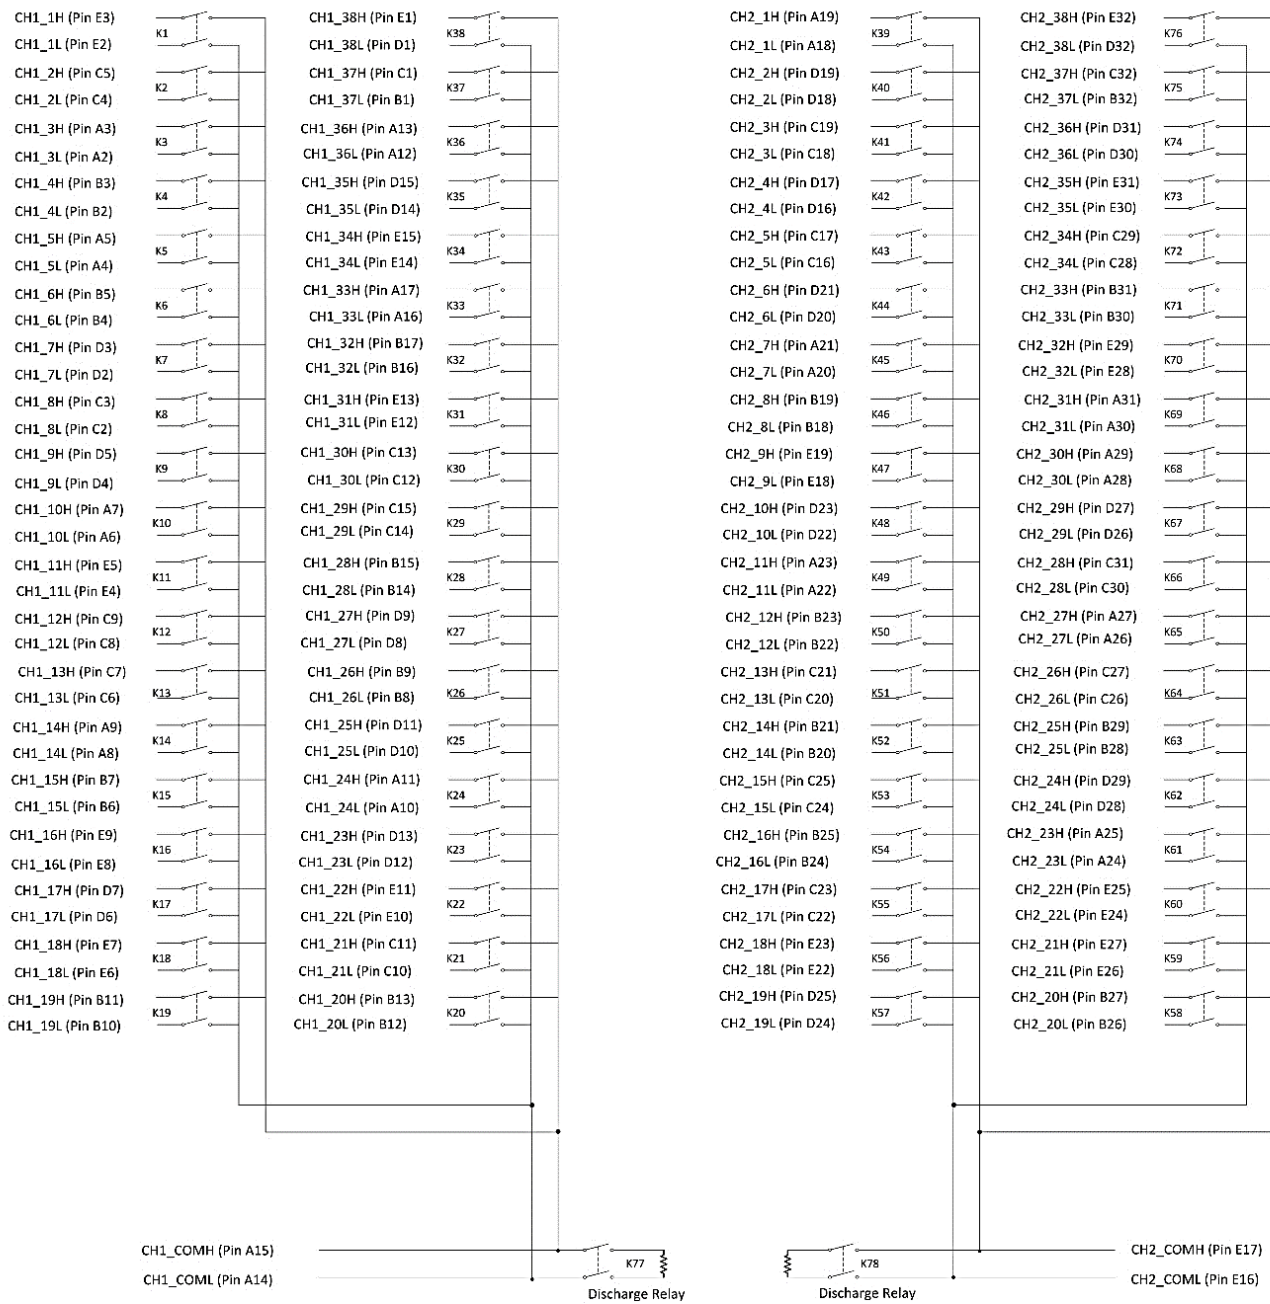 CH1_1H (Pin E3)
K1
CH1_1L (Pin E2)
CH1_2H (Pin C5)
K2
CH1_2L (Pin C4)
CH1_3H (Pin A3)
K3
CH1_3L (Pin A2)
CH1_4H (Pin B3)
K4
CH1_4L (Pin B2)
CH1_5H (Pin A5)
K5
CH1_5L (Pin A4)
CH1_6H (Pin B5)
K6
CH1_6L (Pin B4)
CH1_7H (Pin D3)
K7
CH1_7L (Pin D2)
CH1_8H (Pin C3)
K8
CH1_8L (Pin C2)
CH1_9H (Pin D5)
K9
CH1_9L (Pin D4)
CH1_10H (Pin A7)
K10
CH1_10L (Pin A6)
CH1_11H (Pin E5)
K11
CH1_11L (Pin E4)
CH1_12H (Pin C9)
K12
CH1_12L (Pin C8)
CH1_13H (Pin C7)
K13
CH1_13L (Pin C6)
CH1_14H (Pin A9)
K14
CH1_14L (Pin A8)
CH1_15H (Pin B7)
K15
CH1_15L (Pin B6)
CH1_16H (Pin E9)
K16
CH1_16L (Pin E8)
CH1_17H (Pin D7)
K17
CH1_17L (Pin D6)
CH1_18H (Pin E7)
K18
CH1_18L (Pin E6)
CH1_19H (Pin B11)
K19
CH1_19L (Pin B10)
CH1_38H (Pin E1)
K38
CH1_38L (Pin D1)
CH1_37H (Pin C1)
K37
CH1_37L (Pin B1)
CH1_36H (Pin A13)
K36
CH1_36L (Pin A12)
CH1_35H (Pin D15)
K35
CH1_35L (Pin D14)
CH1_34H (Pin E15)
K34
CH1_34L (Pin E14)
CH1_33H (Pin A17)
K33
CH1_33L (Pin A16)
CH1_32H (Pin B17)
K32
CH1_32L (Pin B16)
CH1_31H (Pin E13)
K31
CH1_31L (Pin E12)
CH1_30H (Pin C13)
K30
CH1_30L (Pin C12)
CH1_29H (Pin C15)
K29
CH1_29L (Pin C14)
CH1_28H (Pin B15)
K28
CH1_28L (Pin B14)
CH1_27H (Pin D9)
K27
CH1_27L (Pin D8)
CH1_26H (Pin B9)
K26
CH1_26L (Pin B8)
CH1_25H (Pin D11)
K25
CH1_25L (Pin D10)
CH1_24H (Pin A11)
K24
CH1_24L (Pin A10)
CH1_23H (Pin D13)
K23
CH1_23L (Pin D12)
CH1_22H (Pin E11)
K22
CH1_22L (Pin E10)
CH1_21H (Pin C11)
K21
CH1_21L (Pin C10)
CH1_20H (Pin B13)
K20
CH1_20L (Pin B12)
CH2_1H (Pin A19)
K39
CH2_1L (Pin A18)
CH2_2H (Pin D19)
K40
CH2_2L (Pin D18)
CH2_3H (Pin C19)
K41
CH2_3L (Pin C18)
CH2_4H (Pin D17)
K42
CH2_4L (Pin D16)
CH2_5H (Pin C17)
K43
CH2_5L (Pin C16)
CH2_6H (Pin D21)
K44
CH2_6L (Pin D20)
CH2_7H (Pin A21)
K45
CH2_7L (Pin A20)
CH2_8H (Pin B19)
K46
CH2_8L (Pin B18)
CH2_9H (Pin E19)
K47
CH2_9L (Pin E18)
CH2_10H (Pin D23)
K48
CH2_10L (Pin D22)
CH2_11H (Pin A23)
K49
CH2_11L (Pin A22)
CH2_12H (Pin B23)
K50
CH2_12L (Pin B22)
CH2_13H (Pin C21)
K51
CH2_13L (Pin C20)
CH2_14H (Pin B21)
K52
CH2_14L (Pin B20)
CH2_15H (Pin C25)
K53
CH2_15L (Pin C24)
CH2_16H (Pin B25)
K54
CH2_16L (Pin B24)
CH2_17H (Pin C23)
K55
CH2_17L (Pin C22)
CH2_18H (Pin E23)
K56
CH2_18L (Pin E22)
CH2_19H (Pin D25)
K57
CH2_19L (Pin D24)
CH2_38H (Pin E32)
K76
CH2_38L (Pin D32)
CH2_37H (Pin C32)
K75
CH2_37L (Pin B32)
CH2_36H (Pin D31)
K74
CH2_36L (Pin D30)
CH2_35H (Pin E31)
K73
CH2_35L (Pin E30)
CH2_34H (Pin C29)
K72
CH2_34L (Pin C28)
CH2_33H (Pin B31)
K71
CH2_33L (Pin B30)
CH2_32H (Pin E29)
K70
CH2_32L (Pin E28)
CH2_31H (Pin A31)
K69
CH2_31L (Pin A30)
CH2_30H (Pin A29)
K68
CH2_30L (Pin A28)
CH2_29H (Pin D27)
K67
CH2_29L (Pin D26)
CH2_28H (Pin C31)
K66
CH2_28L (Pin C30)
CH2_27H (Pin A27)
K65
CH2_27L (Pin A26)
CH2_26H (Pin C27)
K64
CH2_26L (Pin C26)
CH2_25H (Pin B29)
K63
CH2_25L (Pin B28)
CH2_24H (Pin D29)
K62
CH2_24L (Pin D28)
CH2_23H (Pin A25)
K61
CH2_23L (Pin A24)
CH2_22H (Pin E25)
K60
CH2_22L (Pin E24)
CH2_21H (Pin E27)
K59
CH2_21L (Pin E26)
CH2_20H (Pin B27)
K58
CH2_20L (Pin B26)
CH1_COMH (Pin A15)
K77
CH1_COML (Pin A14)
Discharge Relay
CH2_COMH (Pin E17)
K78
CH2_COML (Pin E16)
Discharge Relay